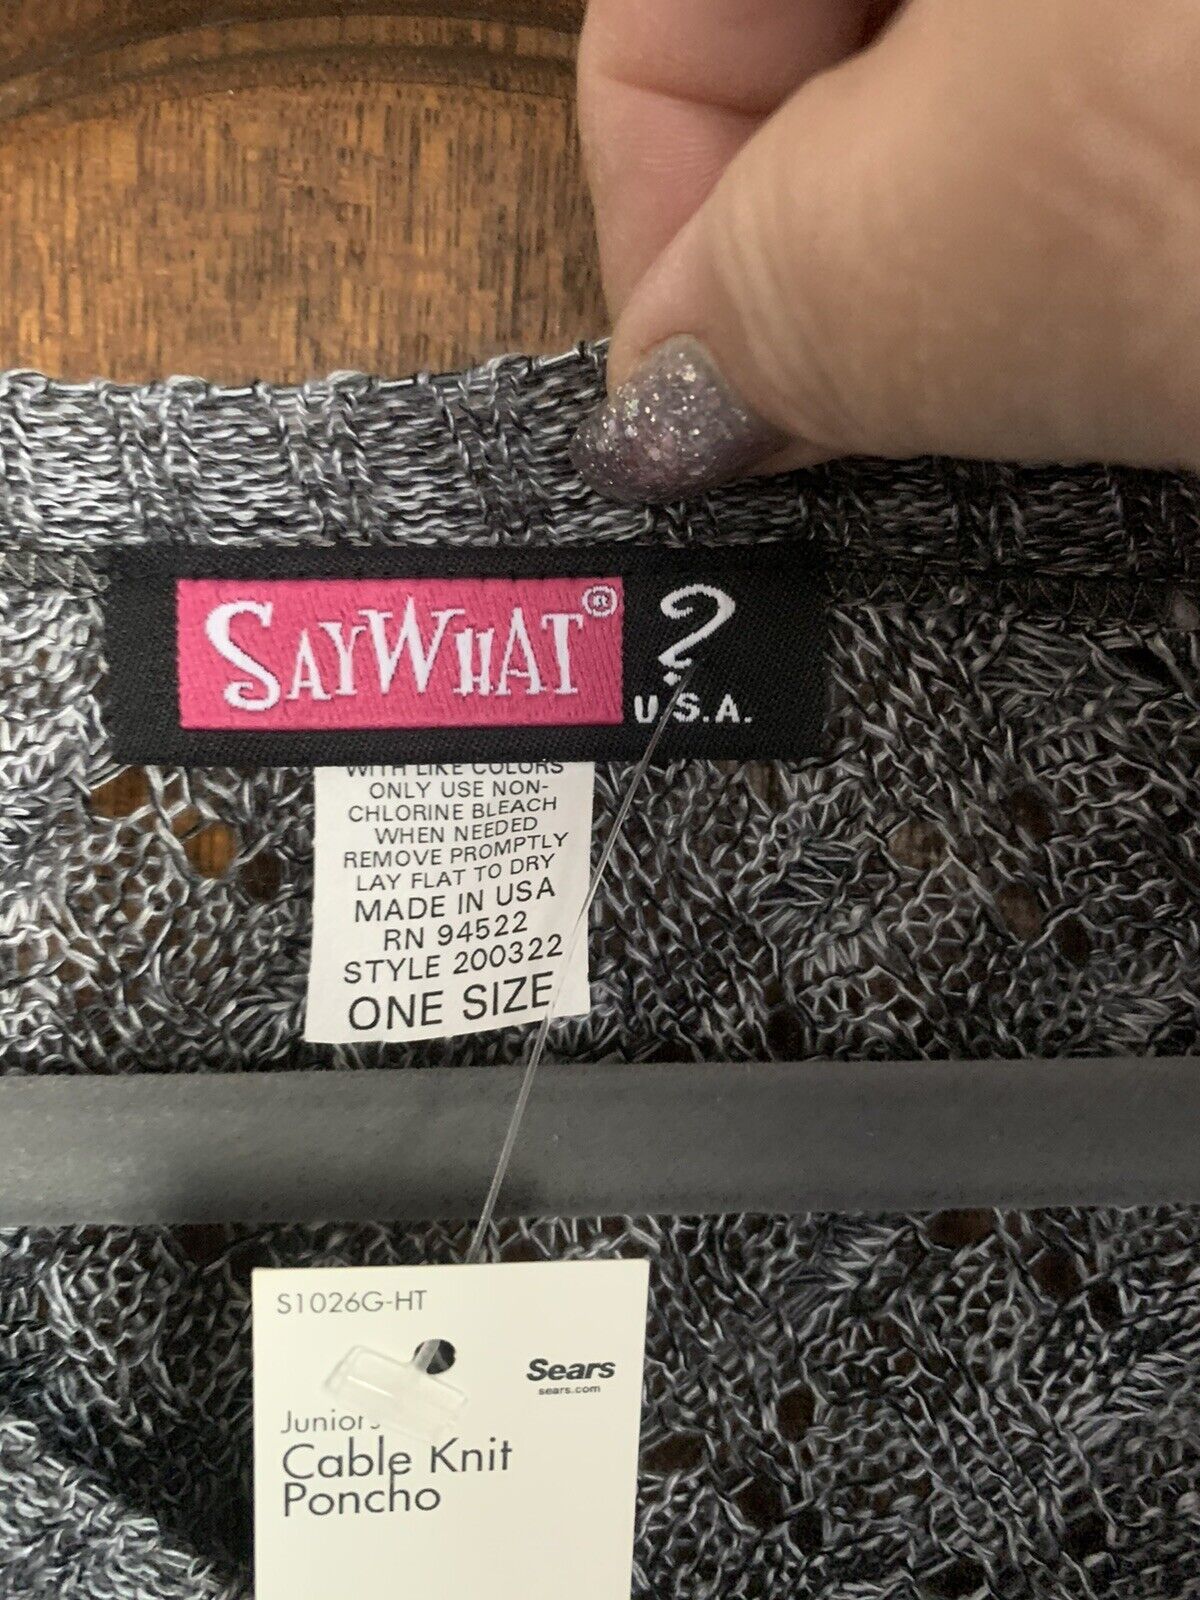 SAYWHAT® ?
U.S.A.
WITH LIKE COLORS
ONLY USE NON-
CHLORINE BLEACH
WHEN NEEDED
REMOVE PROMPTLY
LAY FLAT TO DRY
MADE IN USA
RN 94522
STYLE 200322
ONE SIZE
S1026G-HT
Sears
sears.com
Juniors
Cable Knit
Poncho